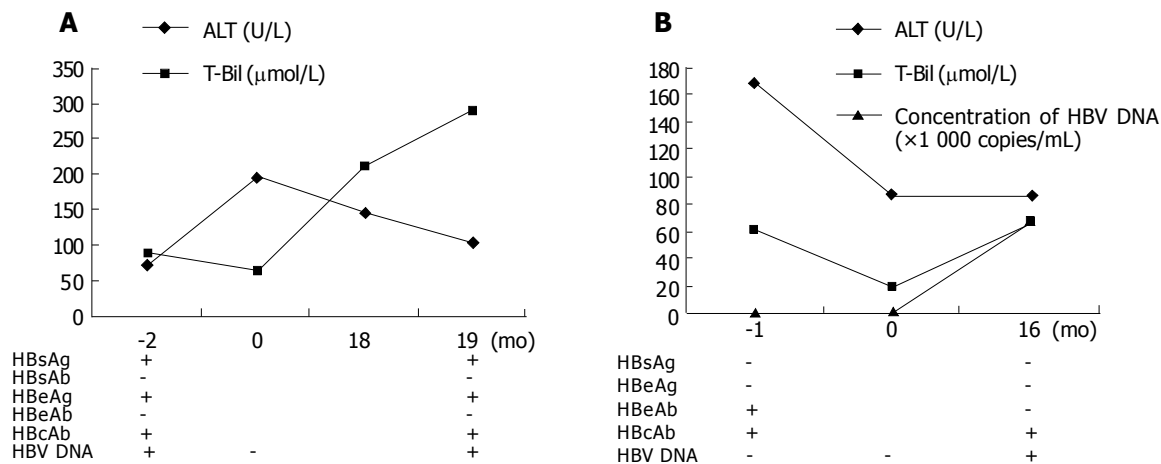 A
ALT (U/L)
T-Bil (μmol/L)
350
300
250
200
150
100
50
0
-2 0 18 19 (mo)
HBsAg + +
HBsAb - -
HBeAg + +
HBeAb - -
HBcAb + +
HBV DNA + - +
B
ALT (U/L)
T-Bil (μmol/L)
Concentration of HBV DNA
(×1 000 copies/mL)
180
160
140
120
100
80
60
40
20
0
-1 0 16 (mo)
HBsAg - -
HBeAg - -
HBeAb + -
HBcAb + +
HBV DNA - - +